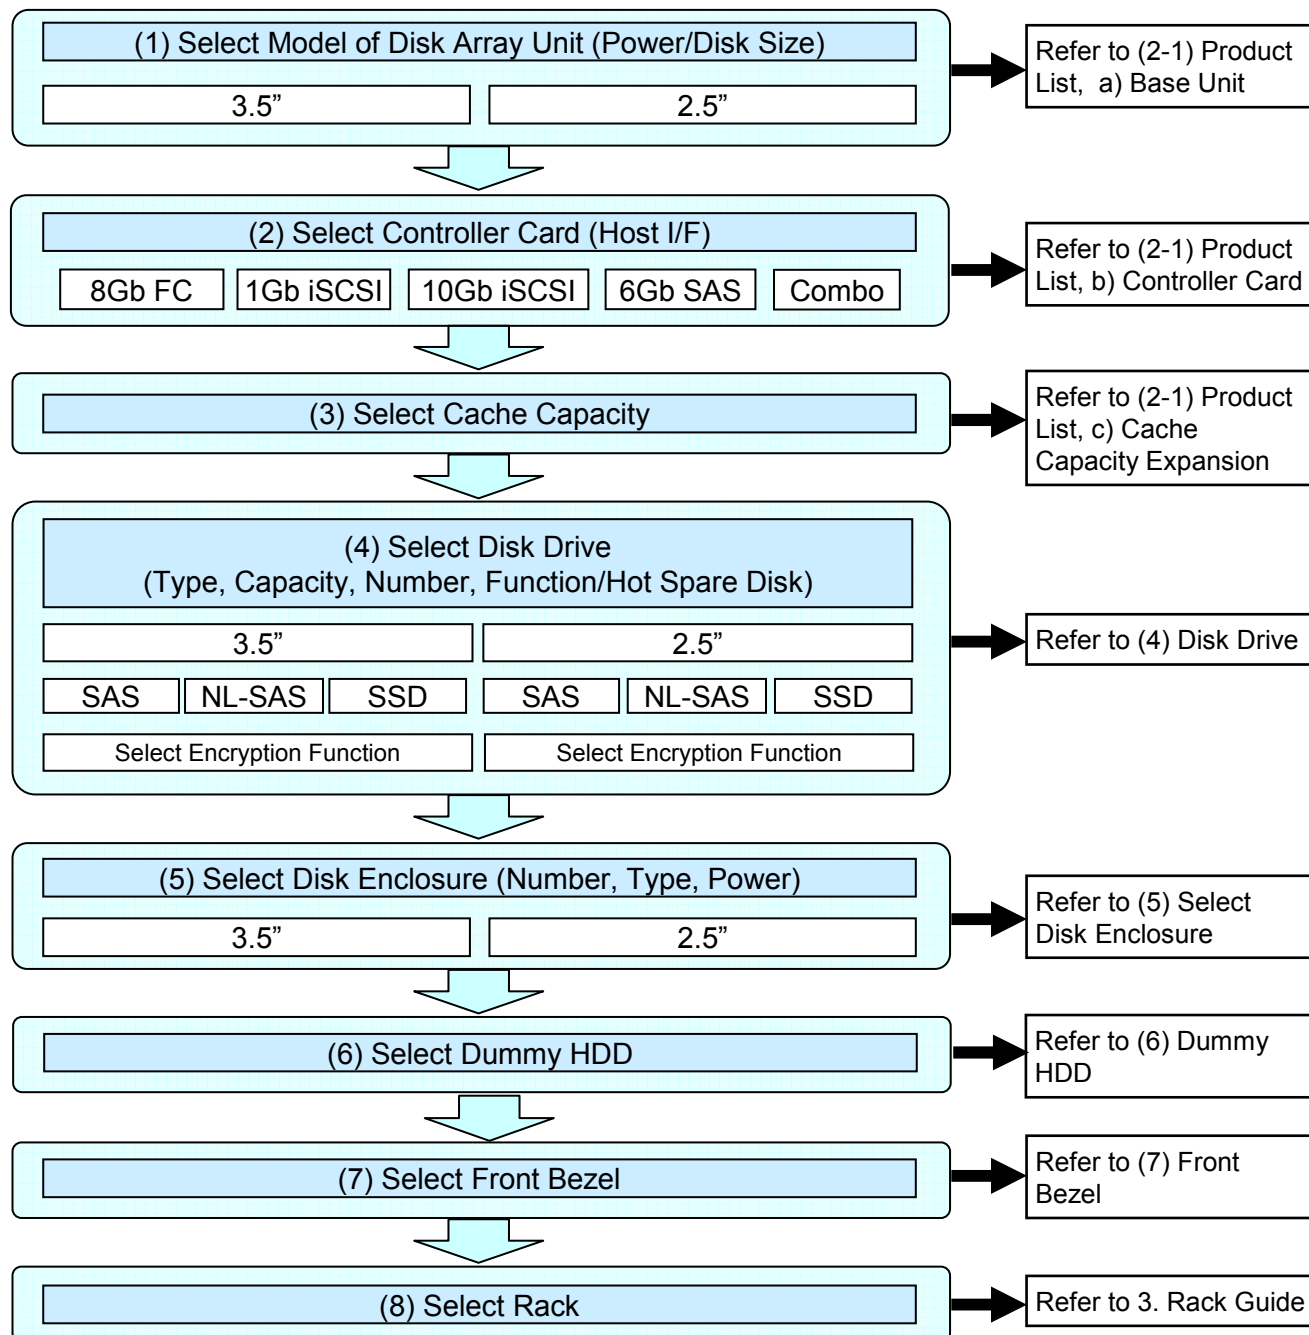 (1) Select Model of Disk Array Unit (Power/Disk Size)
3.5”
2.5”
Refer to (2-1) Product
List,  a) Base Unit
(2) Select Controller Card (Host I/F)
8Gb FC
1Gb iSCSI
10Gb iSCSI
6Gb SAS
Combo
Refer to (2-1) Product
List, b) Controller Card
(3) Select Cache Capacity
Refer to (2-1) Product
List, c) Cache
Capacity Expansion
(4) Select Disk Drive
(Type, Capacity, Number, Function/Hot Spare Disk)
3.5”
2.5”
SAS
NL-SAS
SSD
SAS
NL-SAS
SSD
Select Encryption Function
Select Encryption Function
Refer to (4) Disk Drive
(5) Select Disk Enclosure (Number, Type, Power)
3.5”
2.5”
Refer to (5) Select
Disk Enclosure
(6) Select Dummy HDD
Refer to (6) Dummy
HDD
(7) Select Front Bezel
Refer to (7) Front
Bezel
(8) Select Rack
Refer to 3. Rack Guide